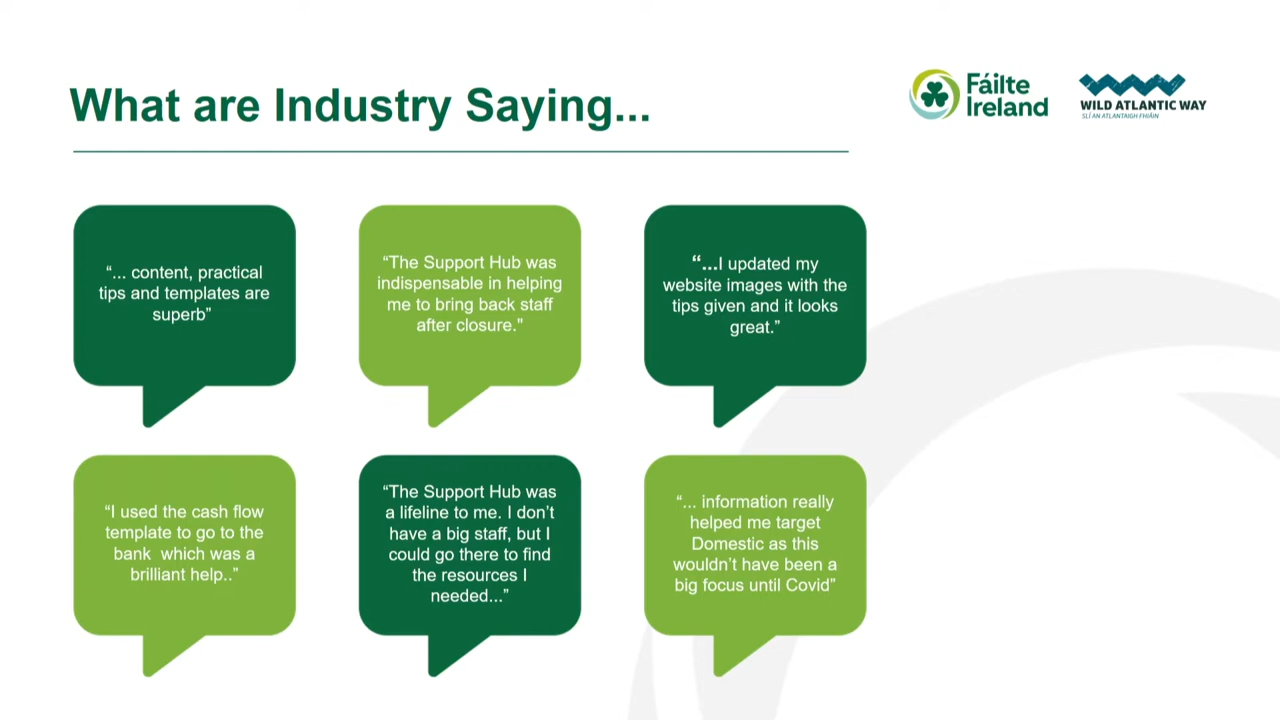 What are Industry Saying...
Fáilte
Ireland
WILD ATLANTIC WAY
SLÍ AN ATLANTAIGH FHIÁIN
“... content, practical
tips and templates are
superb”
“The Support Hub was
indispensable in helping
me to bring back staff
after closure.”
“...I updated my
website images with the
tips given and it looks
great.”
“I used the cash flow
template to go to the
bank  which was a
brilliant help..”
“The Support Hub was
a lifeline to me. I don’t
have a big staff, but I
could go there to find
the resources I
needed...”
“... information really
helped me target
Domestic as this
wouldn’t have been a
big focus until Covid”